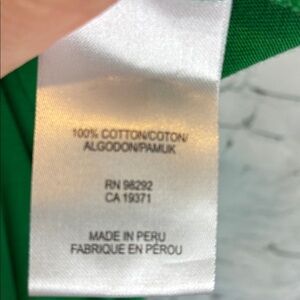 100% COTTON/COTON/
ALGODON/PAMUK
RN 98292
CA 19371
MADE IN PERU
FABRIQUE EN PÉROU